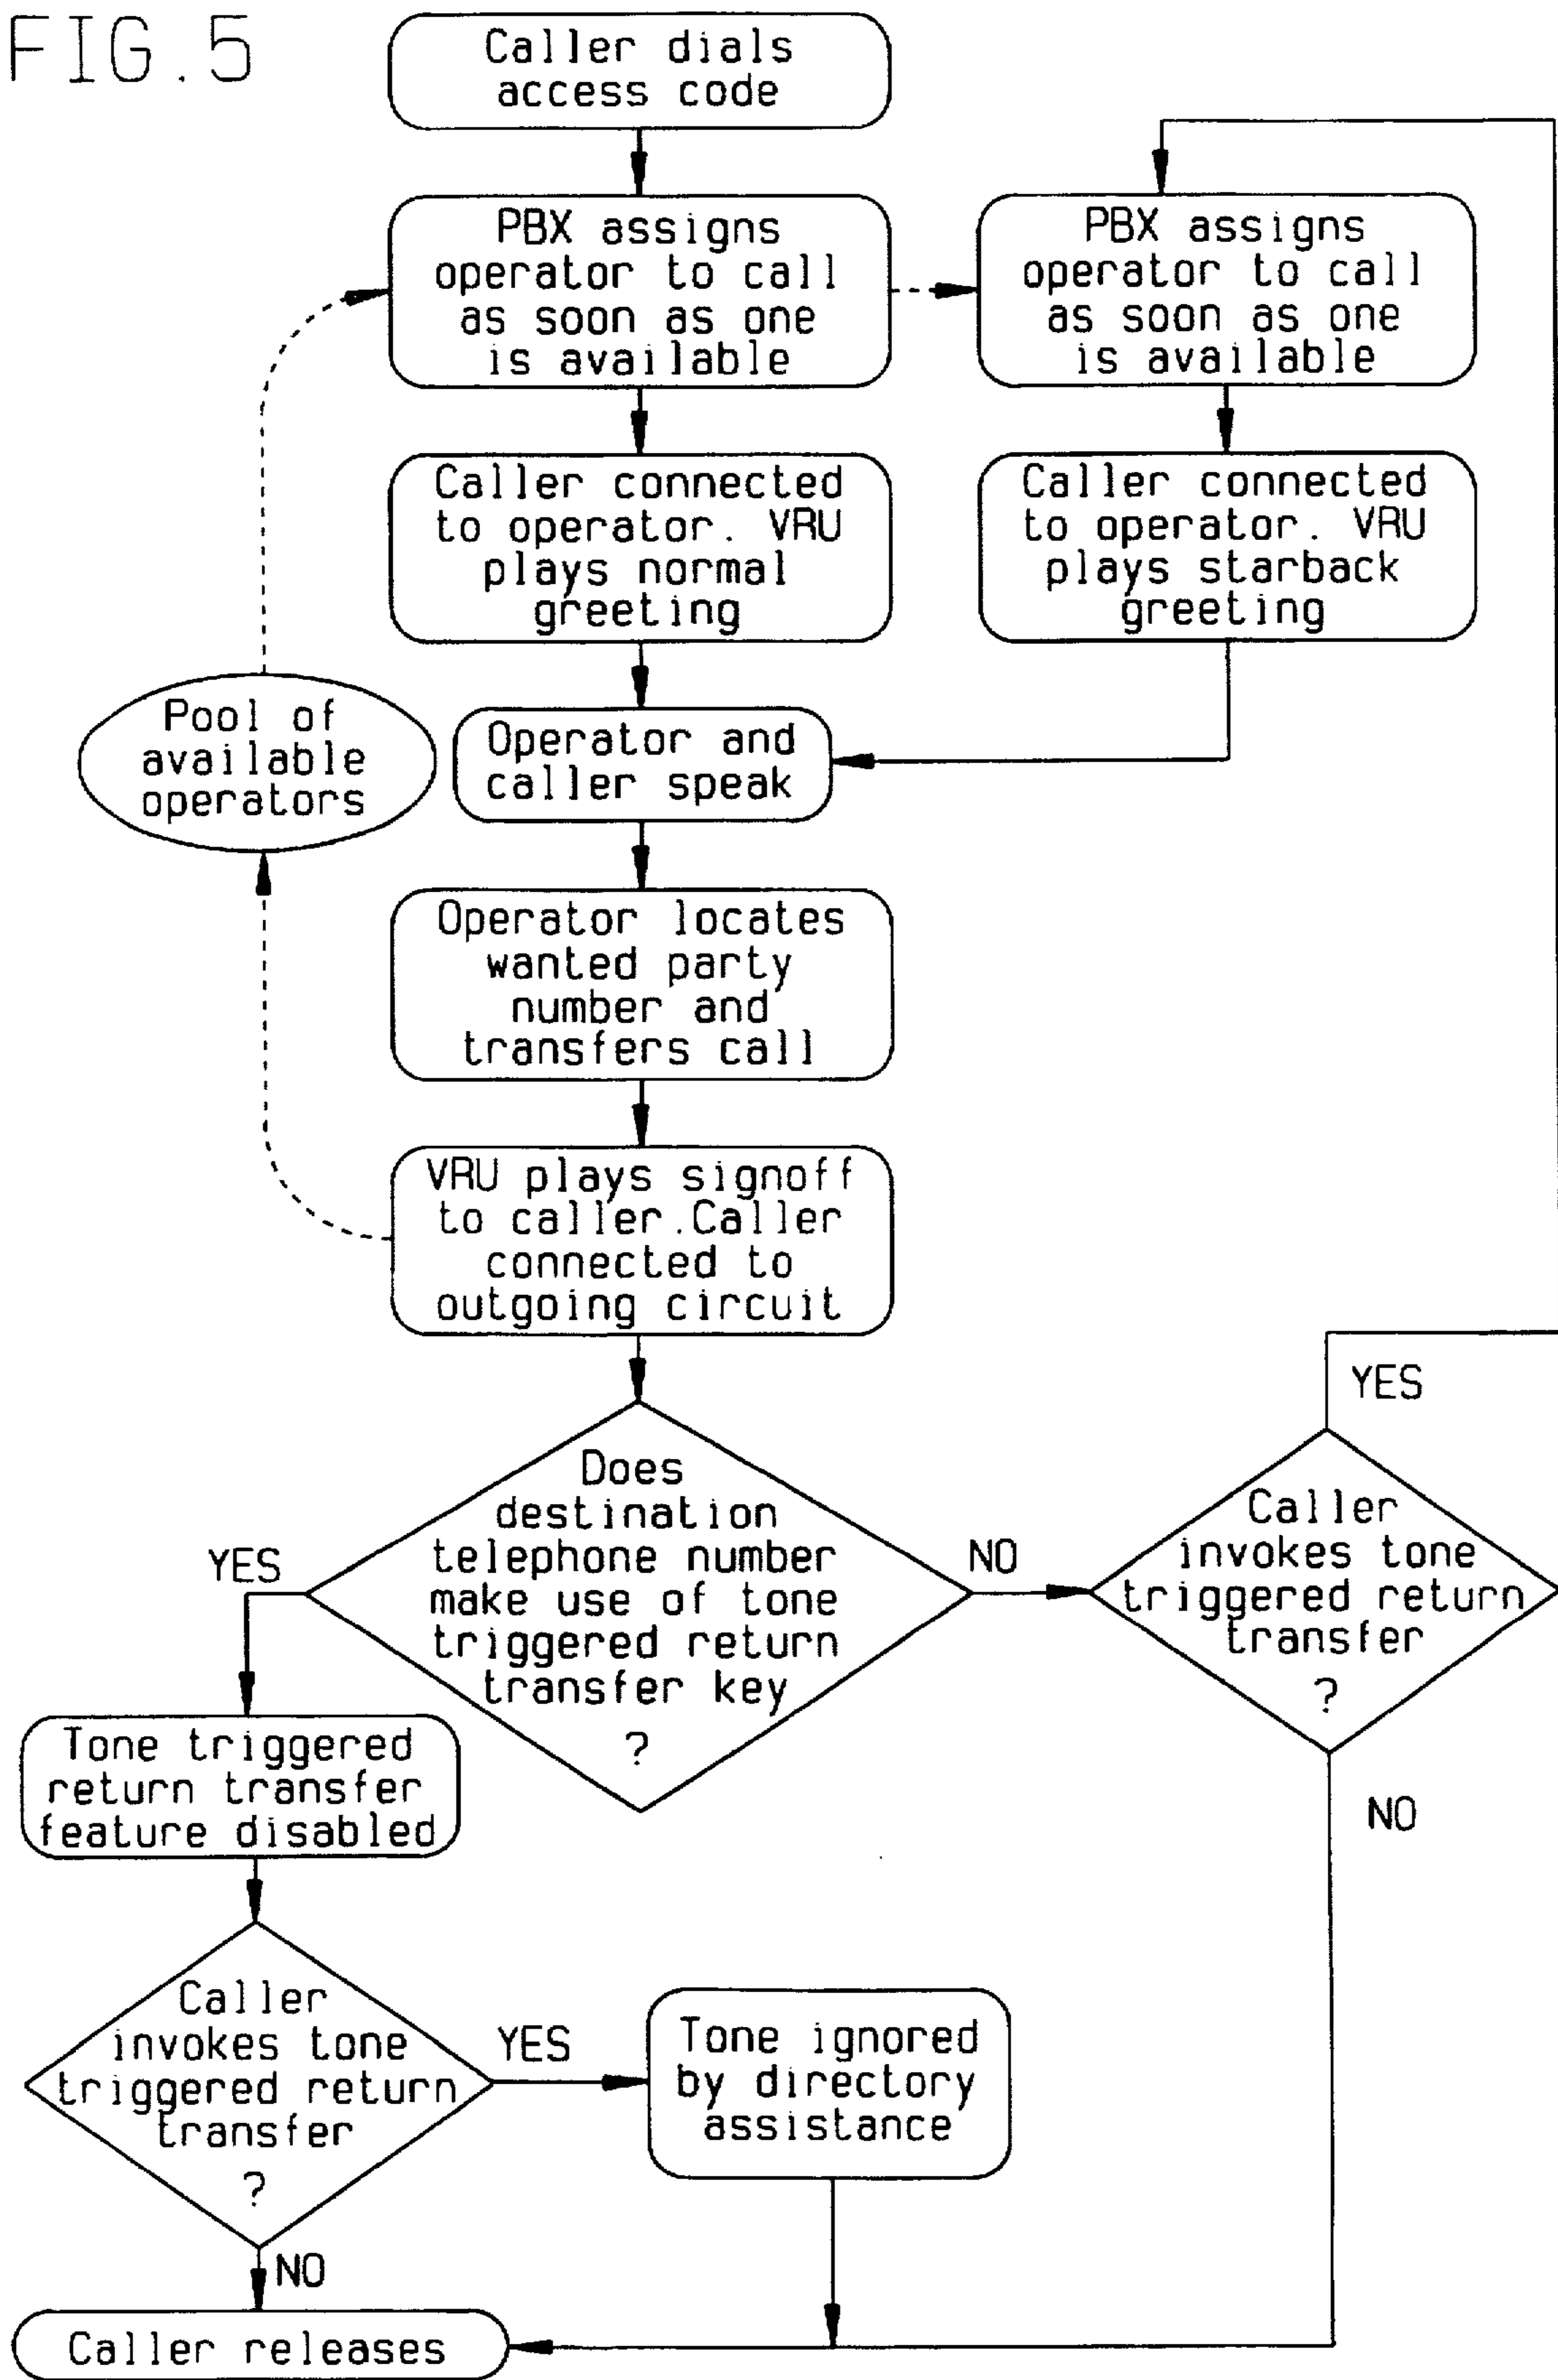 FIG.5
Caller dials
access code
PBX assigns
operator to call
as soon as one
is available
PBX assigns
operator to call
as soon as one
is available
Caller connected
to operator. VRU
plays normal
greeting
Caller connected
to operator. VRU
plays starback
greeting
Pool of
available
operators
Operator and
caller speak
Operator locates
wanted party
number and
transfers call
VRU plays signoff
to caller.Caller
connected to
outgoing circuit
Does
destination
telephone number
make use of tone
triggered return
transfer key
?
YES
NO
Caller
invokes tone
triggered return
transfer
?
YES
NO
Tone triggered
return transfer
feature disabled
Caller
invokes tone
triggered return
transfer
?
YES
NO
Tone ignored
by directory
assistance
Caller releases